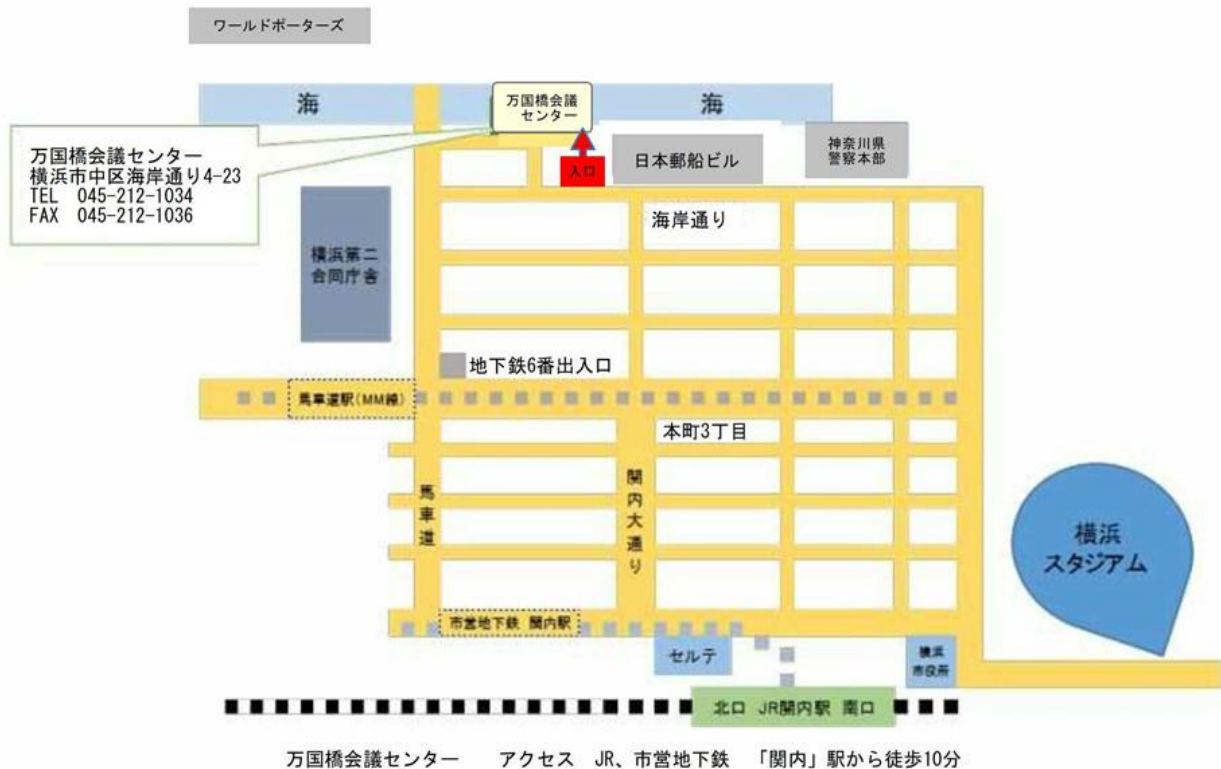 ワールドポーターズ
海
海
万国橋会議
センター
万国橋会議センター
横浜市中区海岸通り4-23
TEL 045-212-1034
FAX 045-212-1036
入口
日本郵船ビル
神奈川県
警察本部
海岸通り
横浜第二
合同庁舎
地下鉄6番出入口
馬車道駅(MM線)
本町3丁目
馬車道
関内大通り
横浜
スタジアム
市営地下鉄 関内駅
セルテ
横浜
市役所
北口 JR関内駅 南口
万国橋会議センター アクセス JR、市営地下鉄 「関内」駅から徒歩10分